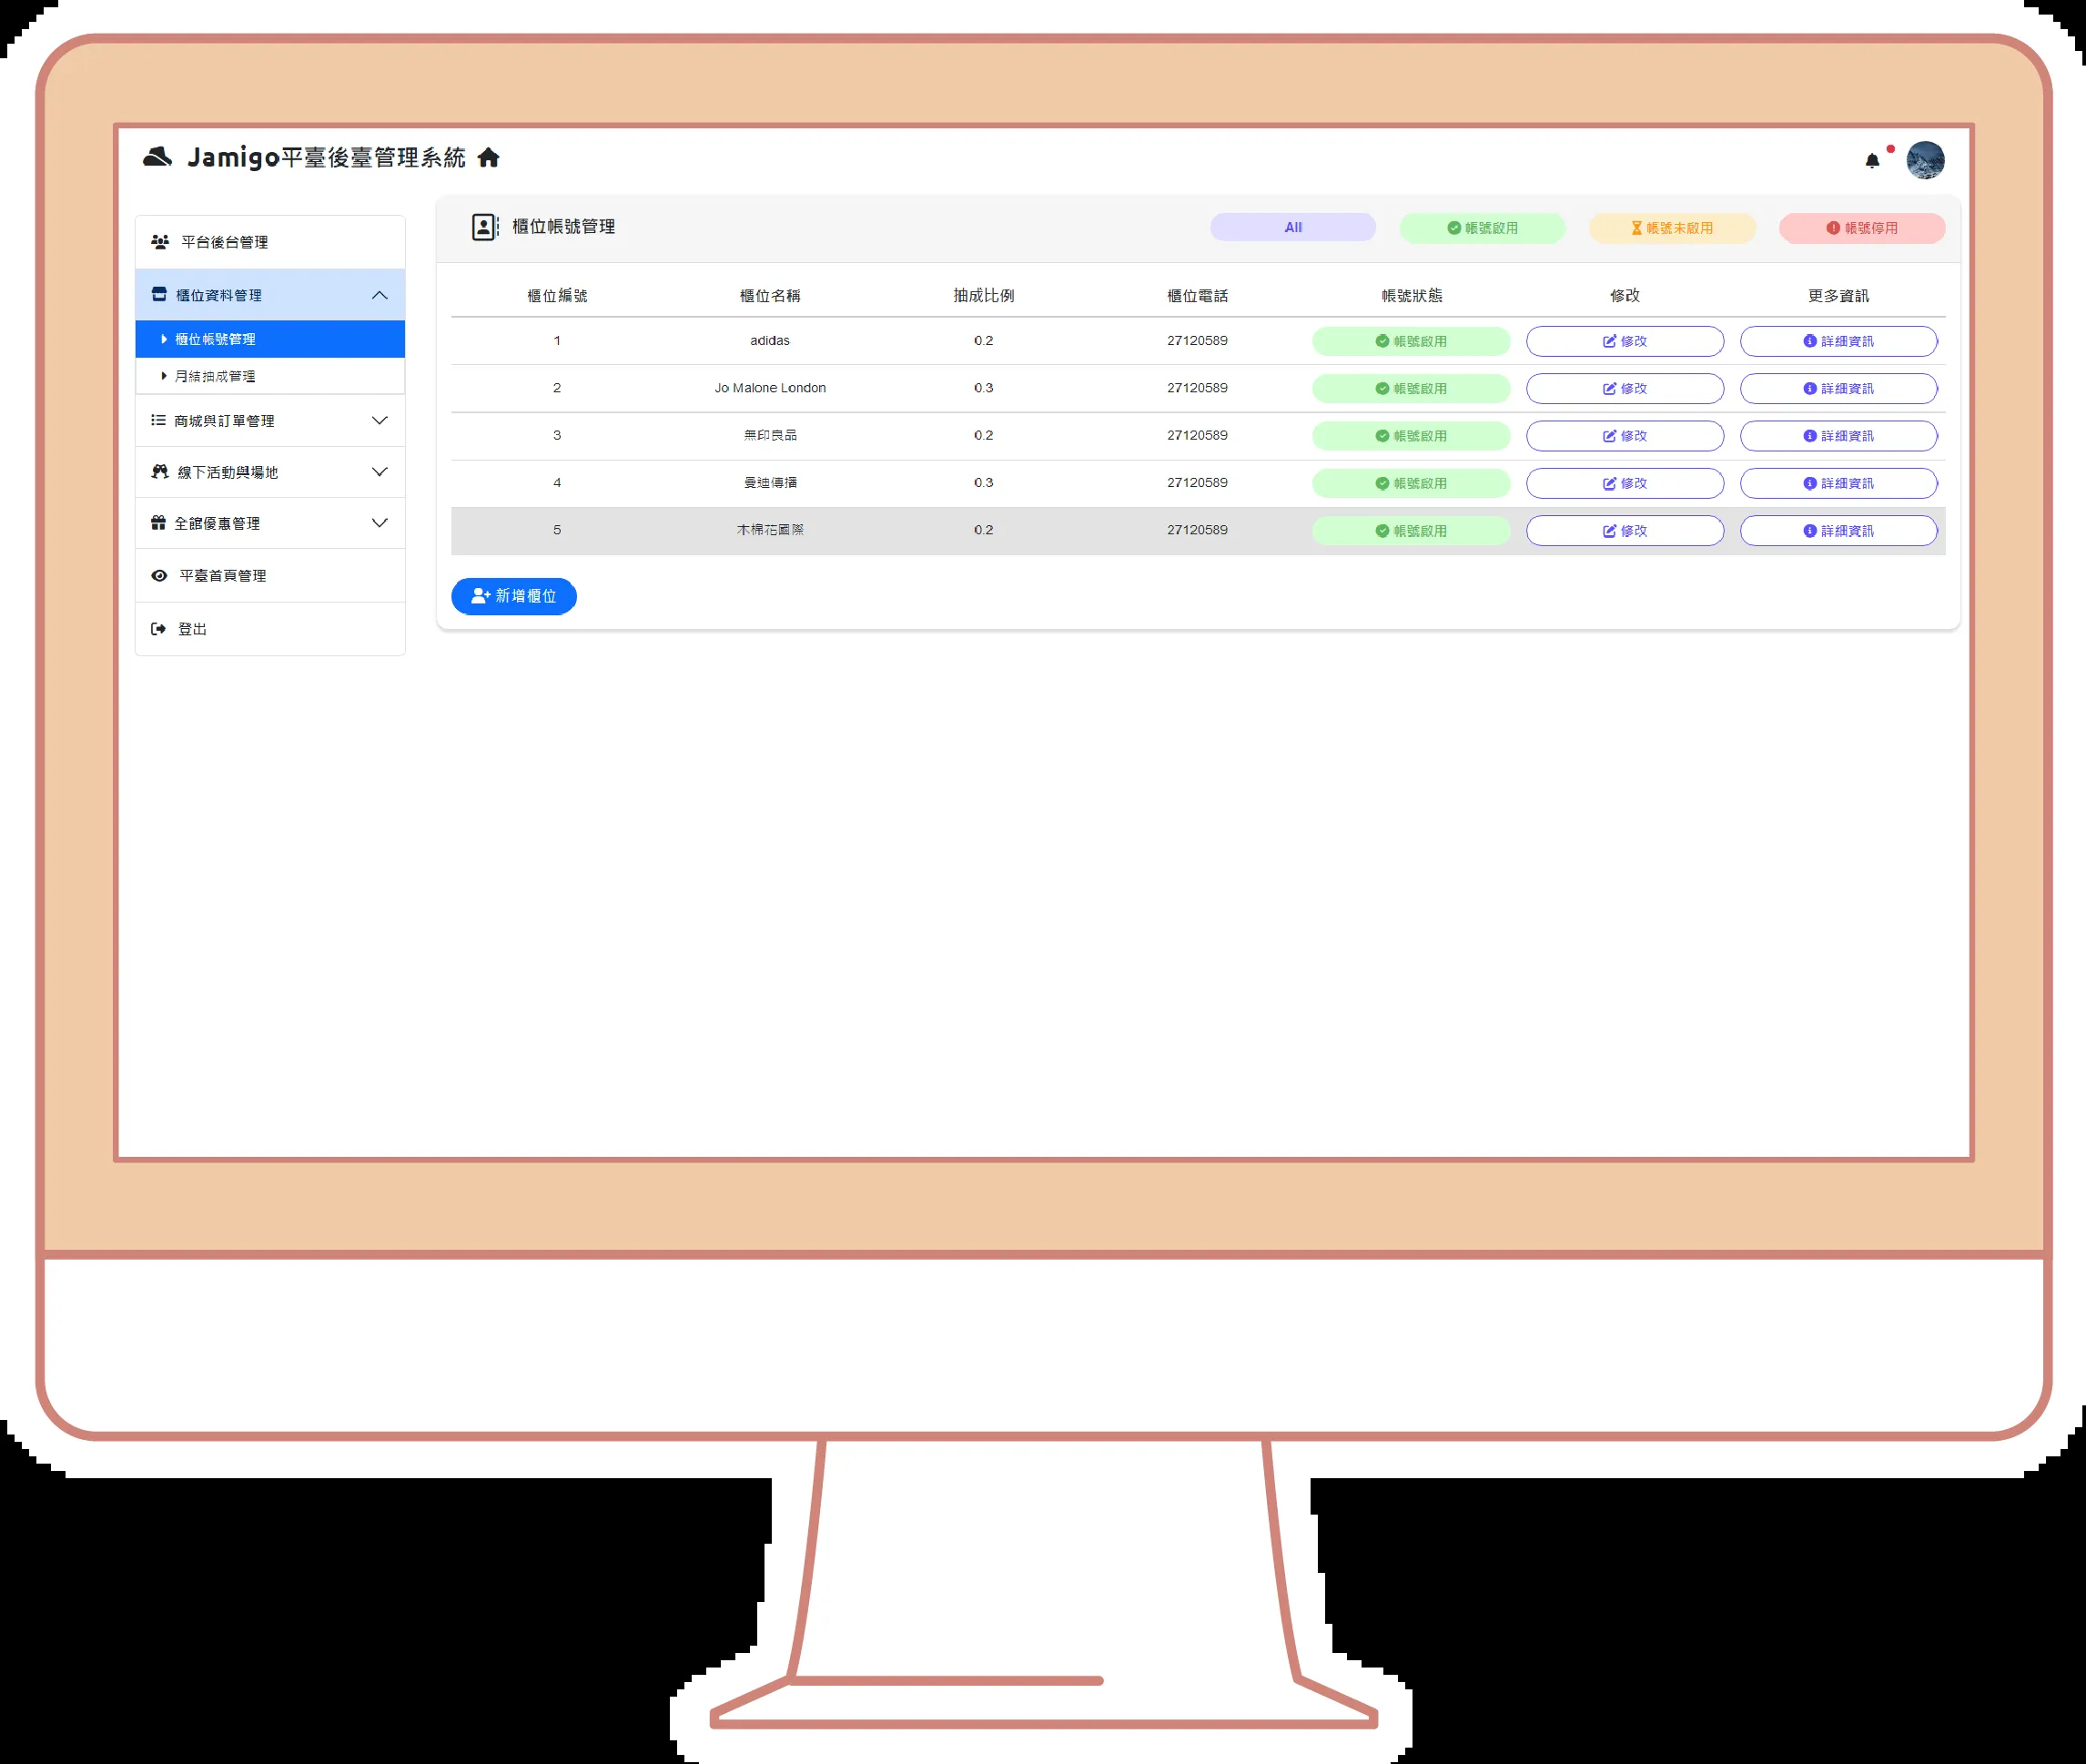 Jamigo平臺後臺管理系統
平台後台管理
櫃位資料管理
櫃位帳號管理
月結抽成管理
商城與訂單管理
線下活動與場地
全館優惠管理
平臺首頁管理
登出
櫃位帳號管理
All 帳號啟用 帳號未啟用 帳號停用
櫃位編號 櫃位名稱 抽成比例 櫃位電話 帳號狀態 修改 更多資訊
1 adidas 0.2 27120589 帳號啟用 修改 詳細資訊
2 Jo Malone London 0.3 27120589 帳號啟用 修改 詳細資訊
3 無印良品 0.2 27120589 帳號啟用 修改 詳細資訊
4 曼迪傳播 0.3 27120589 帳號啟用 修改 詳細資訊
5 木棉花國際 0.2 27120589 帳號啟用 修改 詳細資訊
新增櫃位